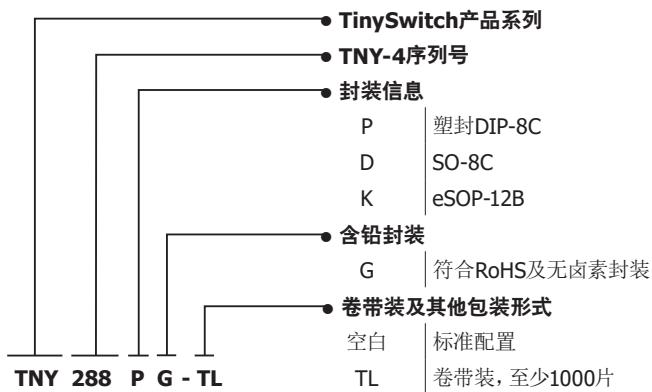 TinySwitch产品系列
TNY-4序列号
封装信息
P 塑封DIP-8C
D SO-8C
K eSOP-12B
含铅封装
G 符合RoHS及无卤素封装
卷带装及其他包装形式
空白 标准配置
TL 卷带装，至少1000片
TNY 288 P G - TL